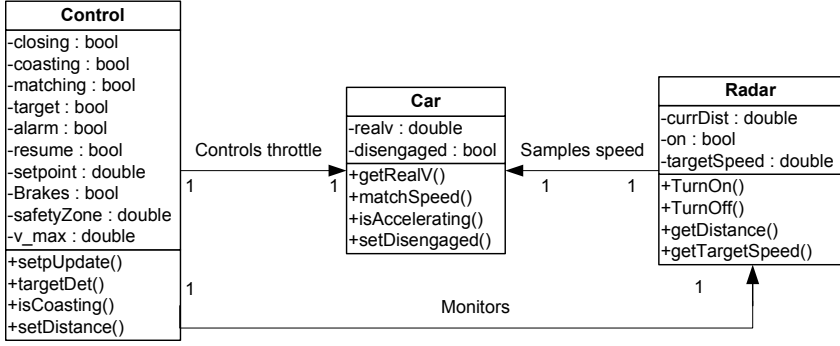 Control
-closing : bool
-coasting : bool
-matching : bool
-target : bool
-alarm : bool
-resume : bool
-setpoint : double
-Brakes : bool
-safetyZone : double
-v_max : double
+setpUpdate()
+targetDet()
+isCoasting()
+setDistance()
Controls throttle
1
1
Car
-realv : double
-disengaged : bool
+getRealV()
+matchSpeed()
+isAccelerating()
+setDisengaged()
Samples speed
1
1
Radar
-currDist : double
-on : bool
-targetSpeed : double
+TurnOn()
+TurnOff()
+getDistance()
+getTargetSpeed()
1
Monitors
1